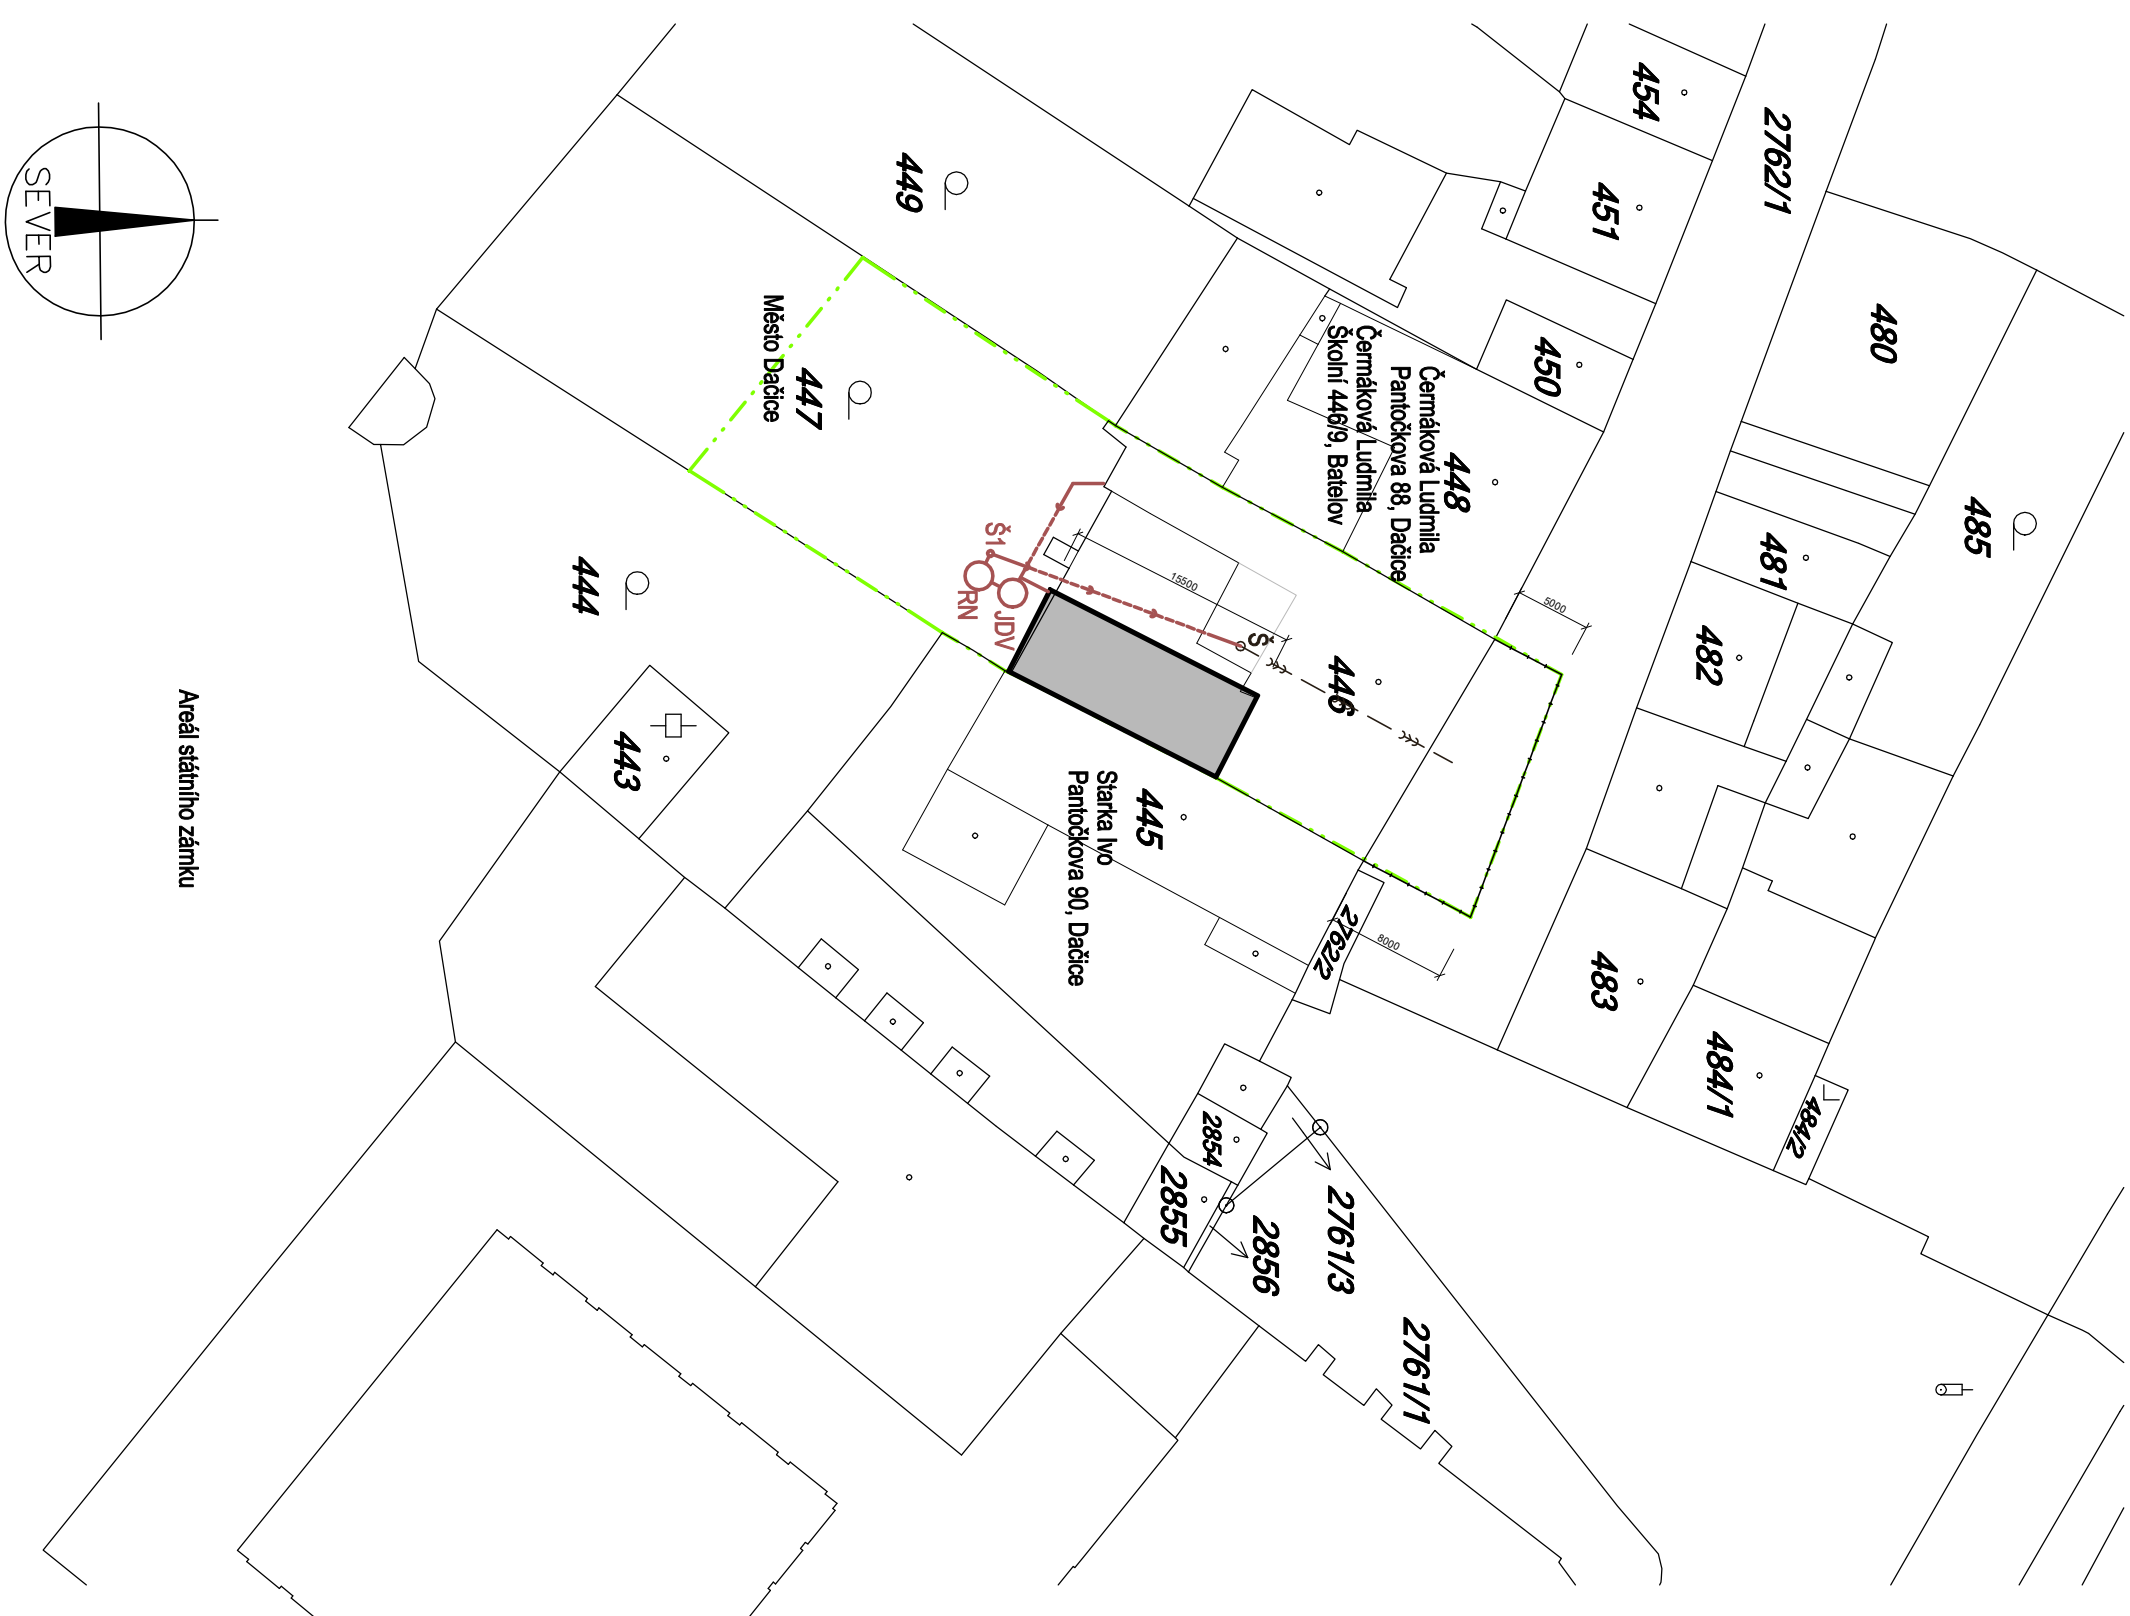 454
2762/1
451
449
480
450
SEVER
Město Dačice
447
Čermáková Ludmila
Pantočkova 88, Dačice
Čermáková Ludmila
Školní 446/9, Batelov
448
485
481
482
444
Š1
RN
JDV
15500
5000
Š
446
443
Areál státního zámku
445
Starka Ivo
Pantočkova 90, Dačice
2762/2
8000
483
484/1
484/2
2854
2855
2856
2761/3
2761/1